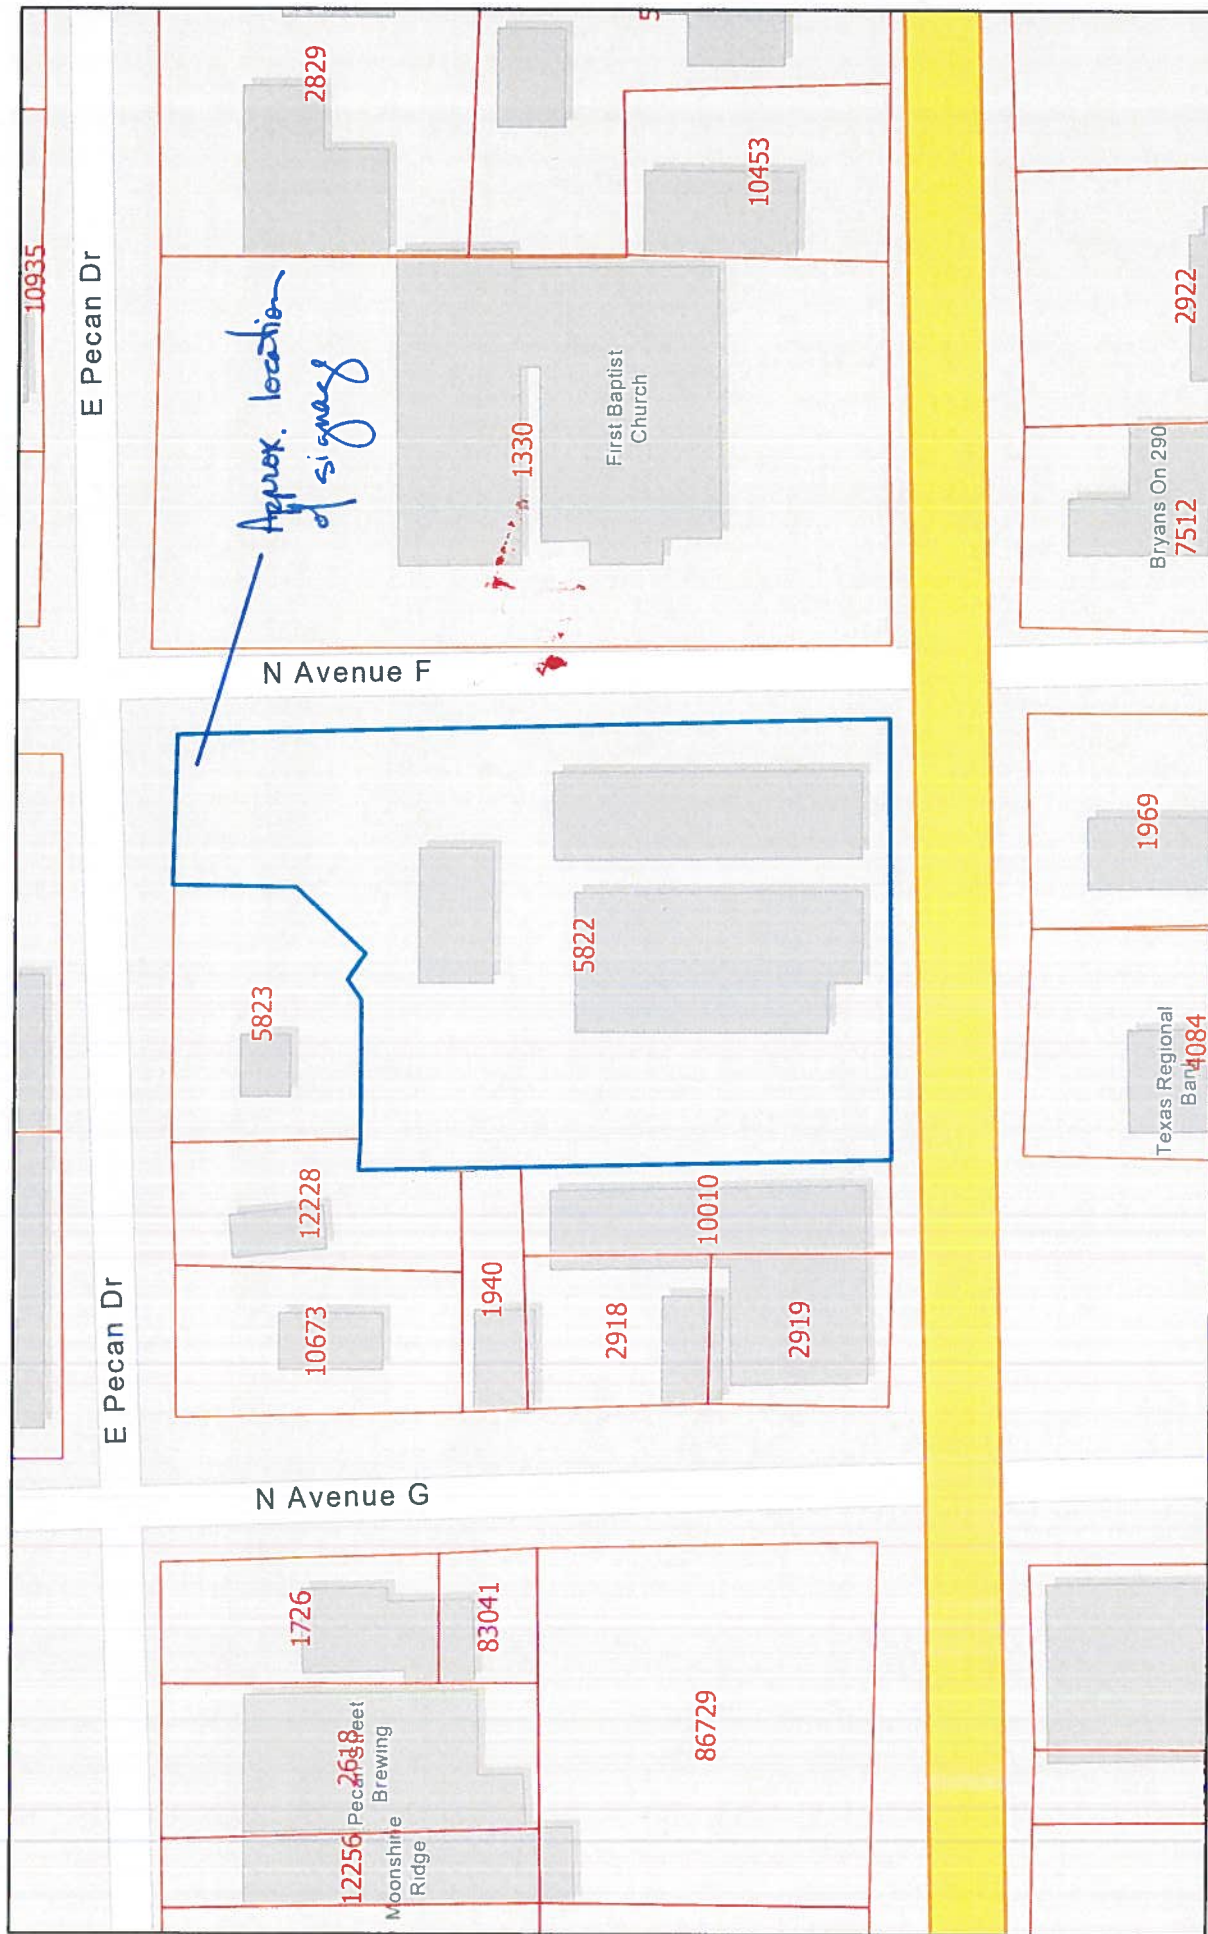 10935
E Pecan Dr
E Pecan Dr
Approx. location
of signage
2829
N Avenue F
N Avenue G
5823
12228
10673
1726
2618
Pecan Street
Brewing
12256
Moonshine
Ridge
1330
First Baptist
Church
5
10453
5822
1940
83041
2918
10010
2919
86729
2922
Bryans On 290
7512
1969
Texas Regional
Bank
4084